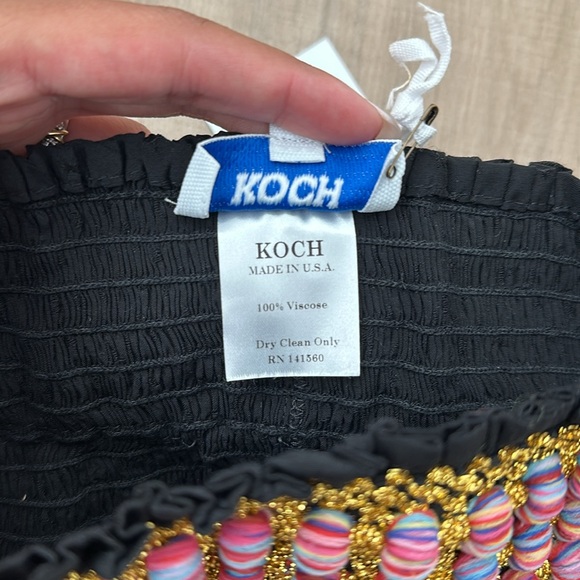 KOCH
KOCH
MADE IN U.S.A.
100% Viscose
Dry Clean Only
RN 141560